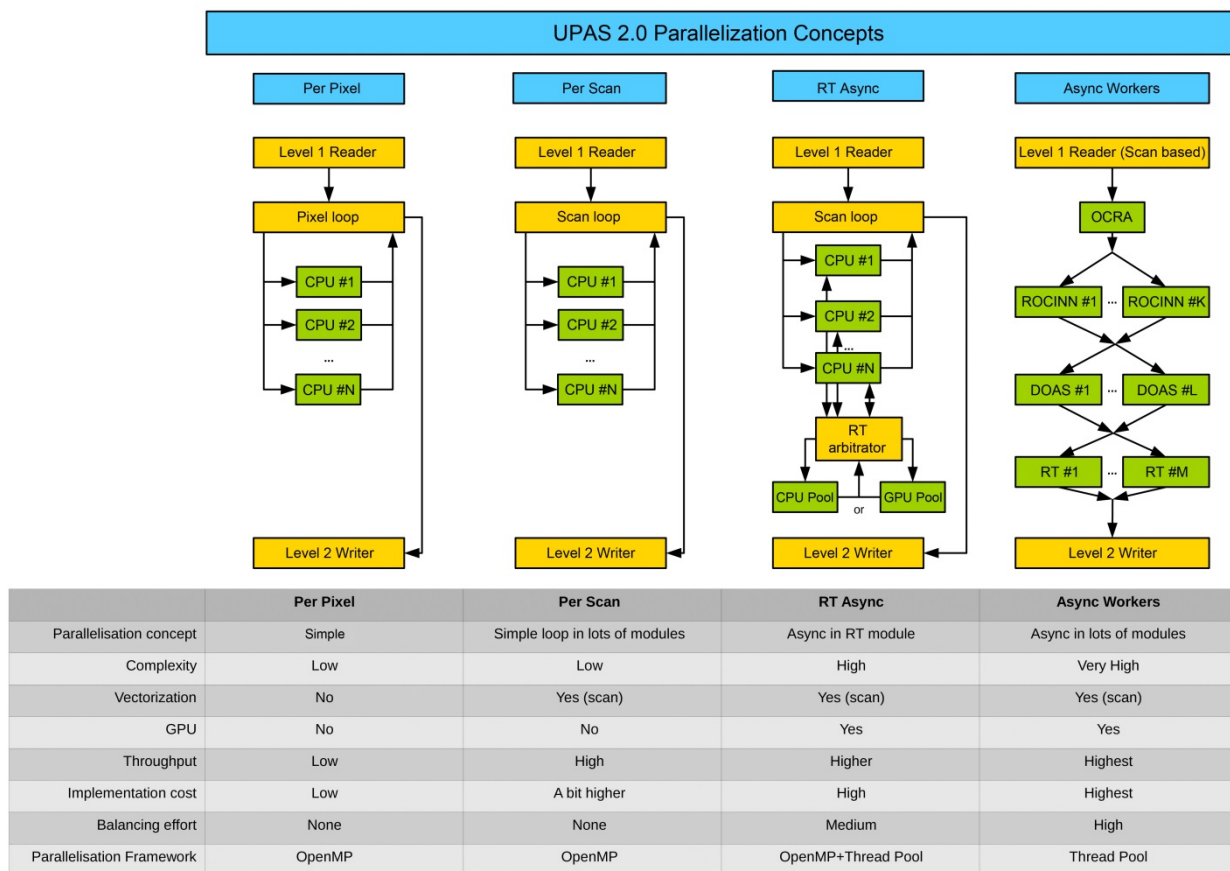 UPAS 2.0 Parallelization Concepts
Per Pixel
Per Scan
RT Async
Async Workers
Level 1 Reader
Pixel loop
CPU #1
CPU #2
...
CPU #N
Level 2 Writer
Level 1 Reader
Scan loop
CPU #1
CPU #2
...
CPU #N
Level 2 Writer
Level 1 Reader
Scan loop
CPU #1
CPU #2
...
CPU #N
RT
arbitrator
CPU Pool
or
GPU Pool
Level 2 Writer
Level 1 Reader (Scan based)
OCRA
ROCINN #1 ... ROCINN #K
DOAS #1 ... DOAS #L
RT #1 ... RT #M
Level 2 Writer
Per Pixel Per Scan RT Async Async Workers
Parallelisation concept Simple Simple loop in lots of modules Async in RT module Async in lots of modules
Complexity Low Low High Very High
Vectorization No Yes (scan) Yes (scan) Yes (scan)
GPU No No Yes Yes
Throughput Low High Higher Highest
Implementation cost Low A bit higher High Highest
Balancing effort None None Medium High
Parallelisation Framework OpenMP OpenMP OpenMP+Thread Pool Thread Pool